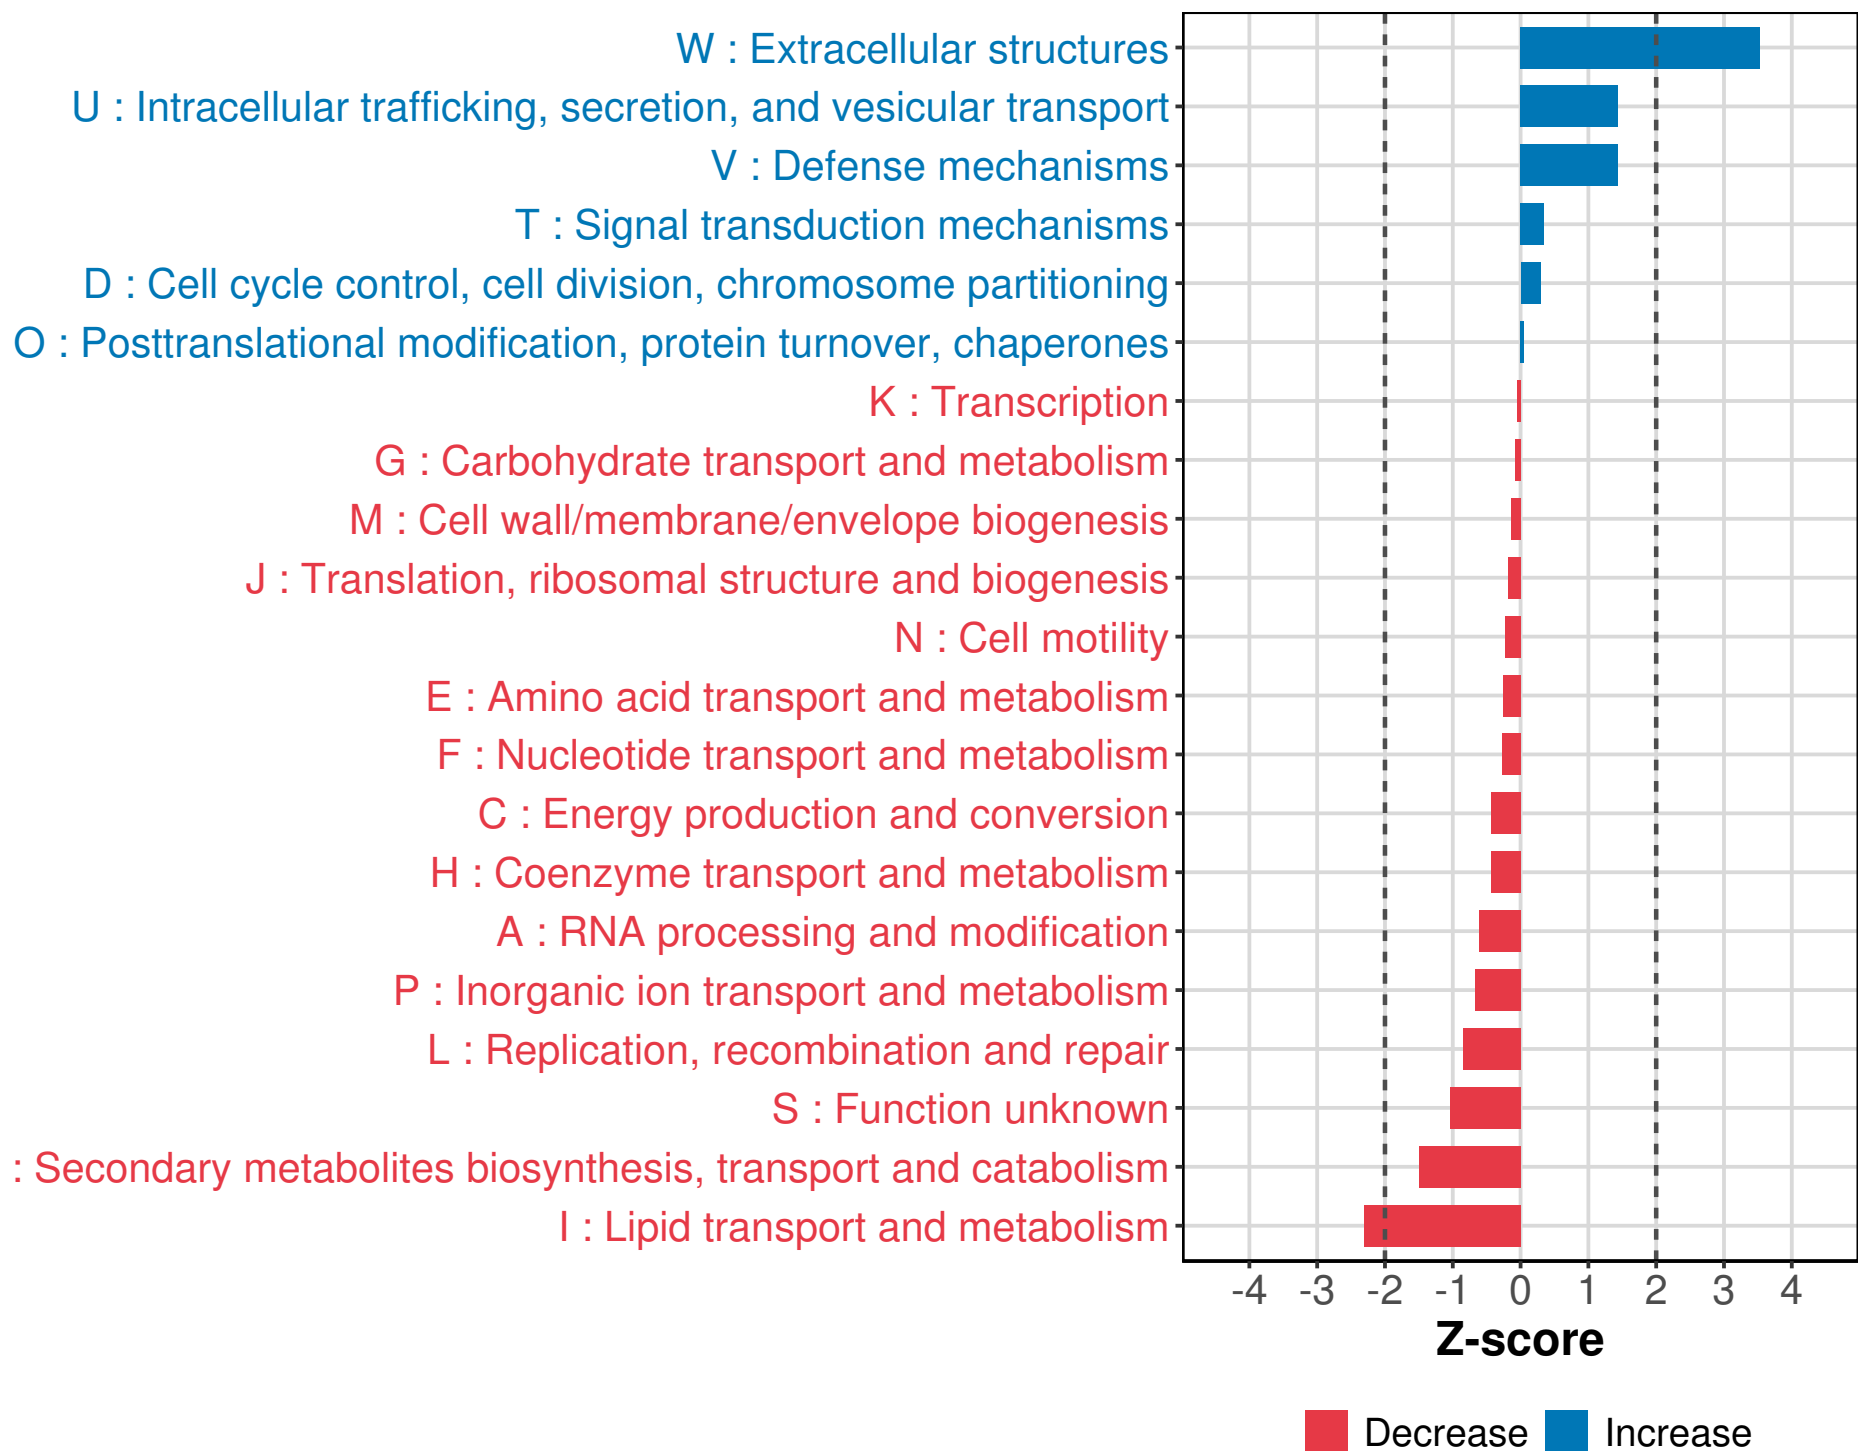 W : Extracellular structures
U : Intracellular trafficking, secretion, and vesicular transport
V : Defense mechanisms
T : Signal transduction mechanisms
D : Cell cycle control, cell division, chromosome partitioning
O : Posttranslational modification, protein turnover, chaperones
K : Transcription
G : Carbohydrate transport and metabolism
M : Cell wall/membrane/envelope biogenesis
J : Translation, ribosomal structure and biogenesis
N : Cell motility
E : Amino acid transport and metabolism
F : Nucleotide transport and metabolism
C : Energy production and conversion
H : Coenzyme transport and metabolism
A : RNA processing and modification
P : Inorganic ion transport and metabolism
L : Replication, recombination and repair
S : Function unknown
: Secondary metabolites biosynthesis, transport and catabolism
I : Lipid transport and metabolism
-4 -3 -2 -1 0 1 2 3 4
Z-score
Decrease Increase